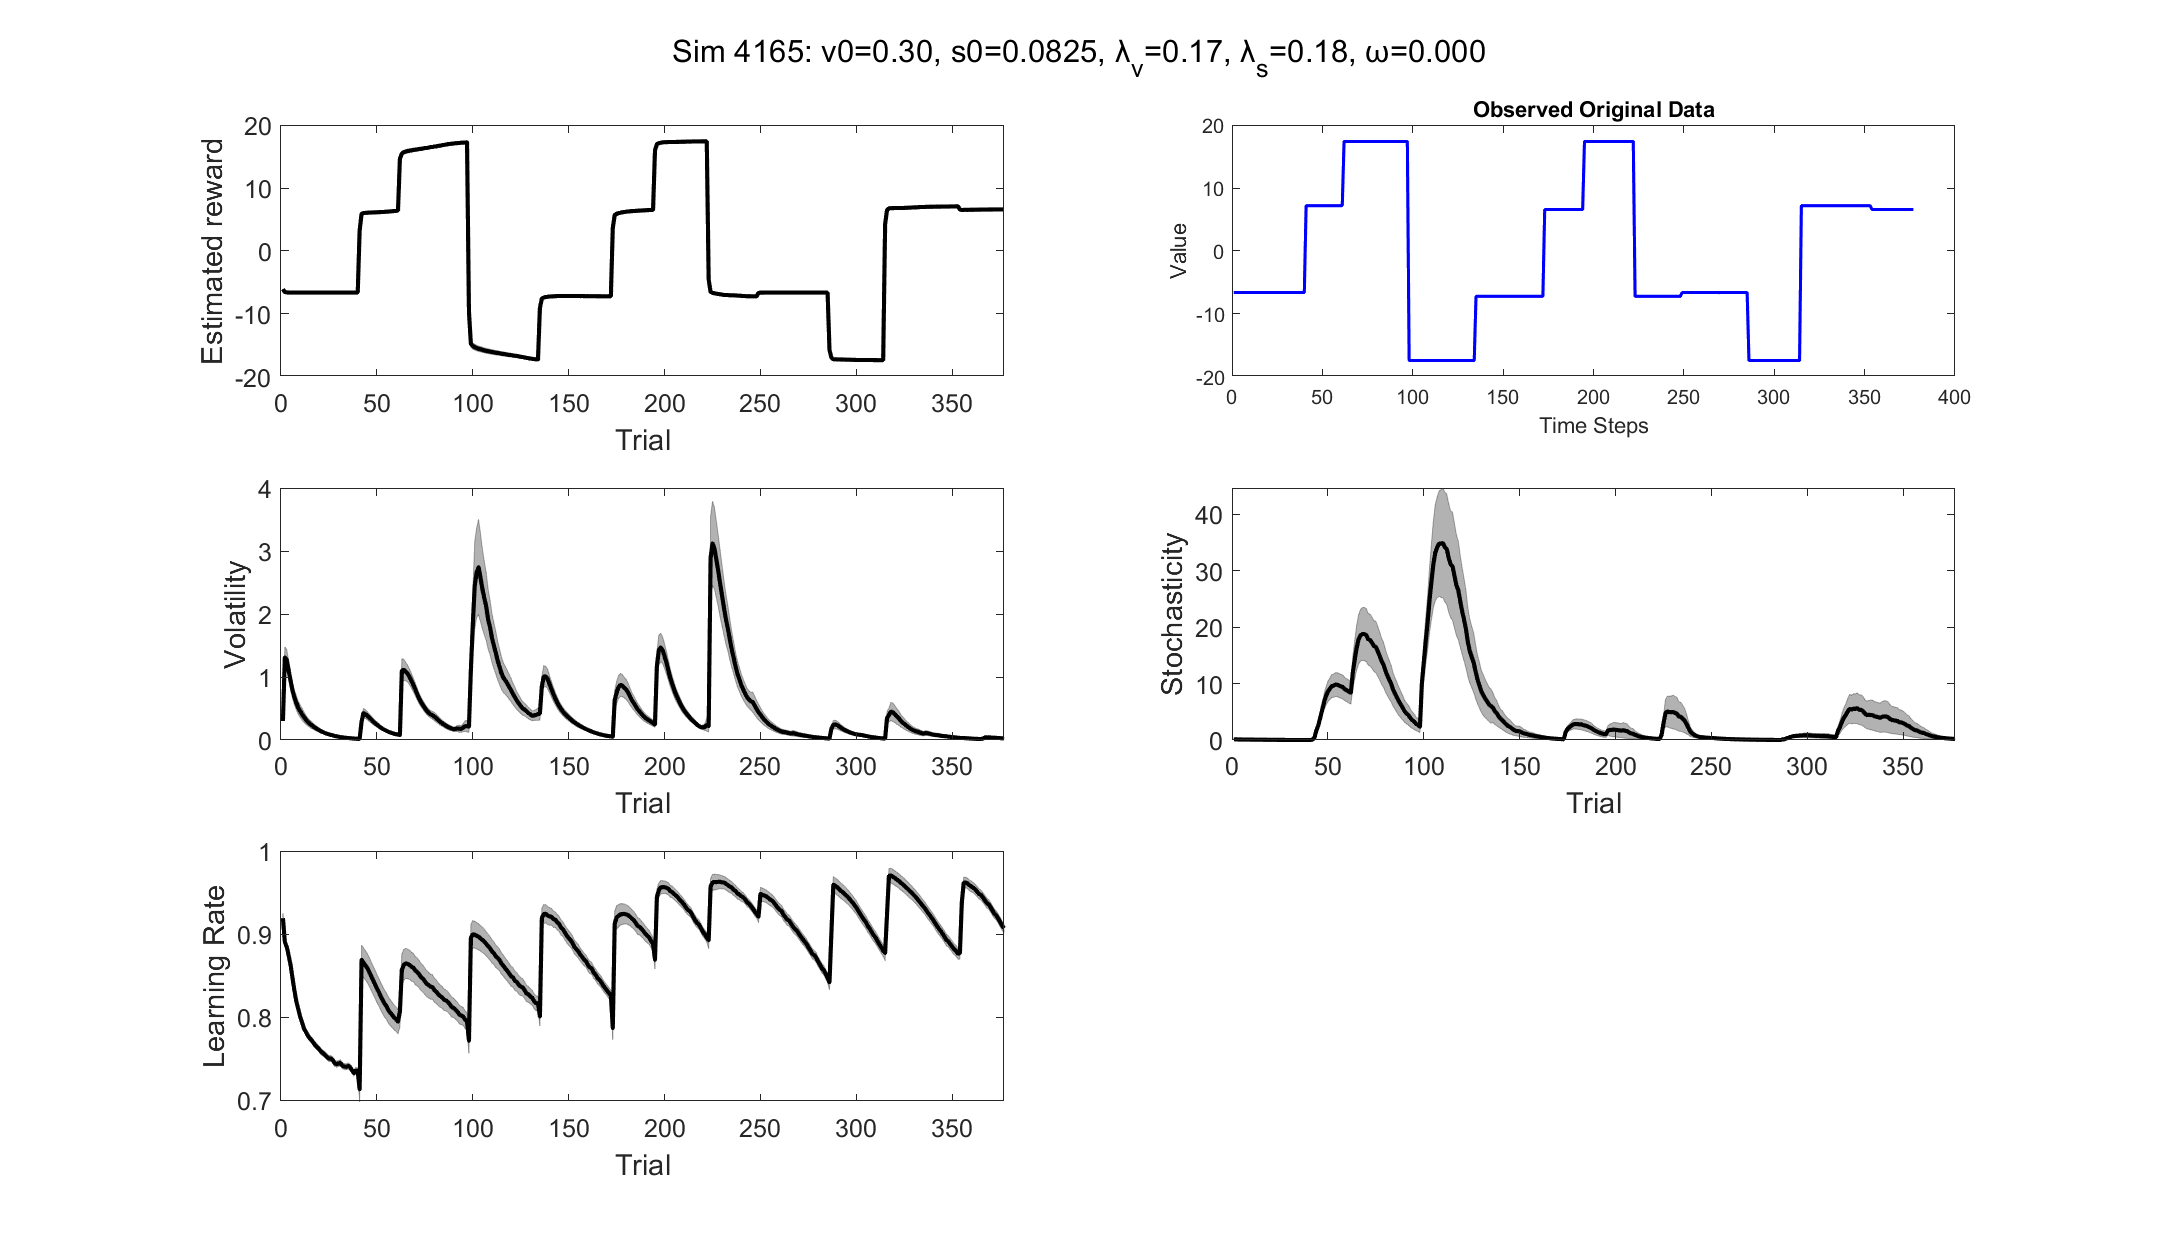 Sim 4165: v0=0.30, s0=0.0825, λv=0.17, λs=0.18, ω=0.000
Estimated reward
20
10
0
-10
-20
0 50 100 150 200 250 300 350
Trial
Observed Original Data
Value
20
10
0
-10
-20
0 50 100 150 200 250 300 350 400
Time Steps
Volatility
4
3
2
1
0
0 50 100 150 200 250 300 350
Trial
Stochasticity
40
30
20
10
0
0 50 100 150 200 250 300 350
Trial
Learning Rate
1
0.9
0.8
0.7
0 50 100 150 200 250 300 350
Trial